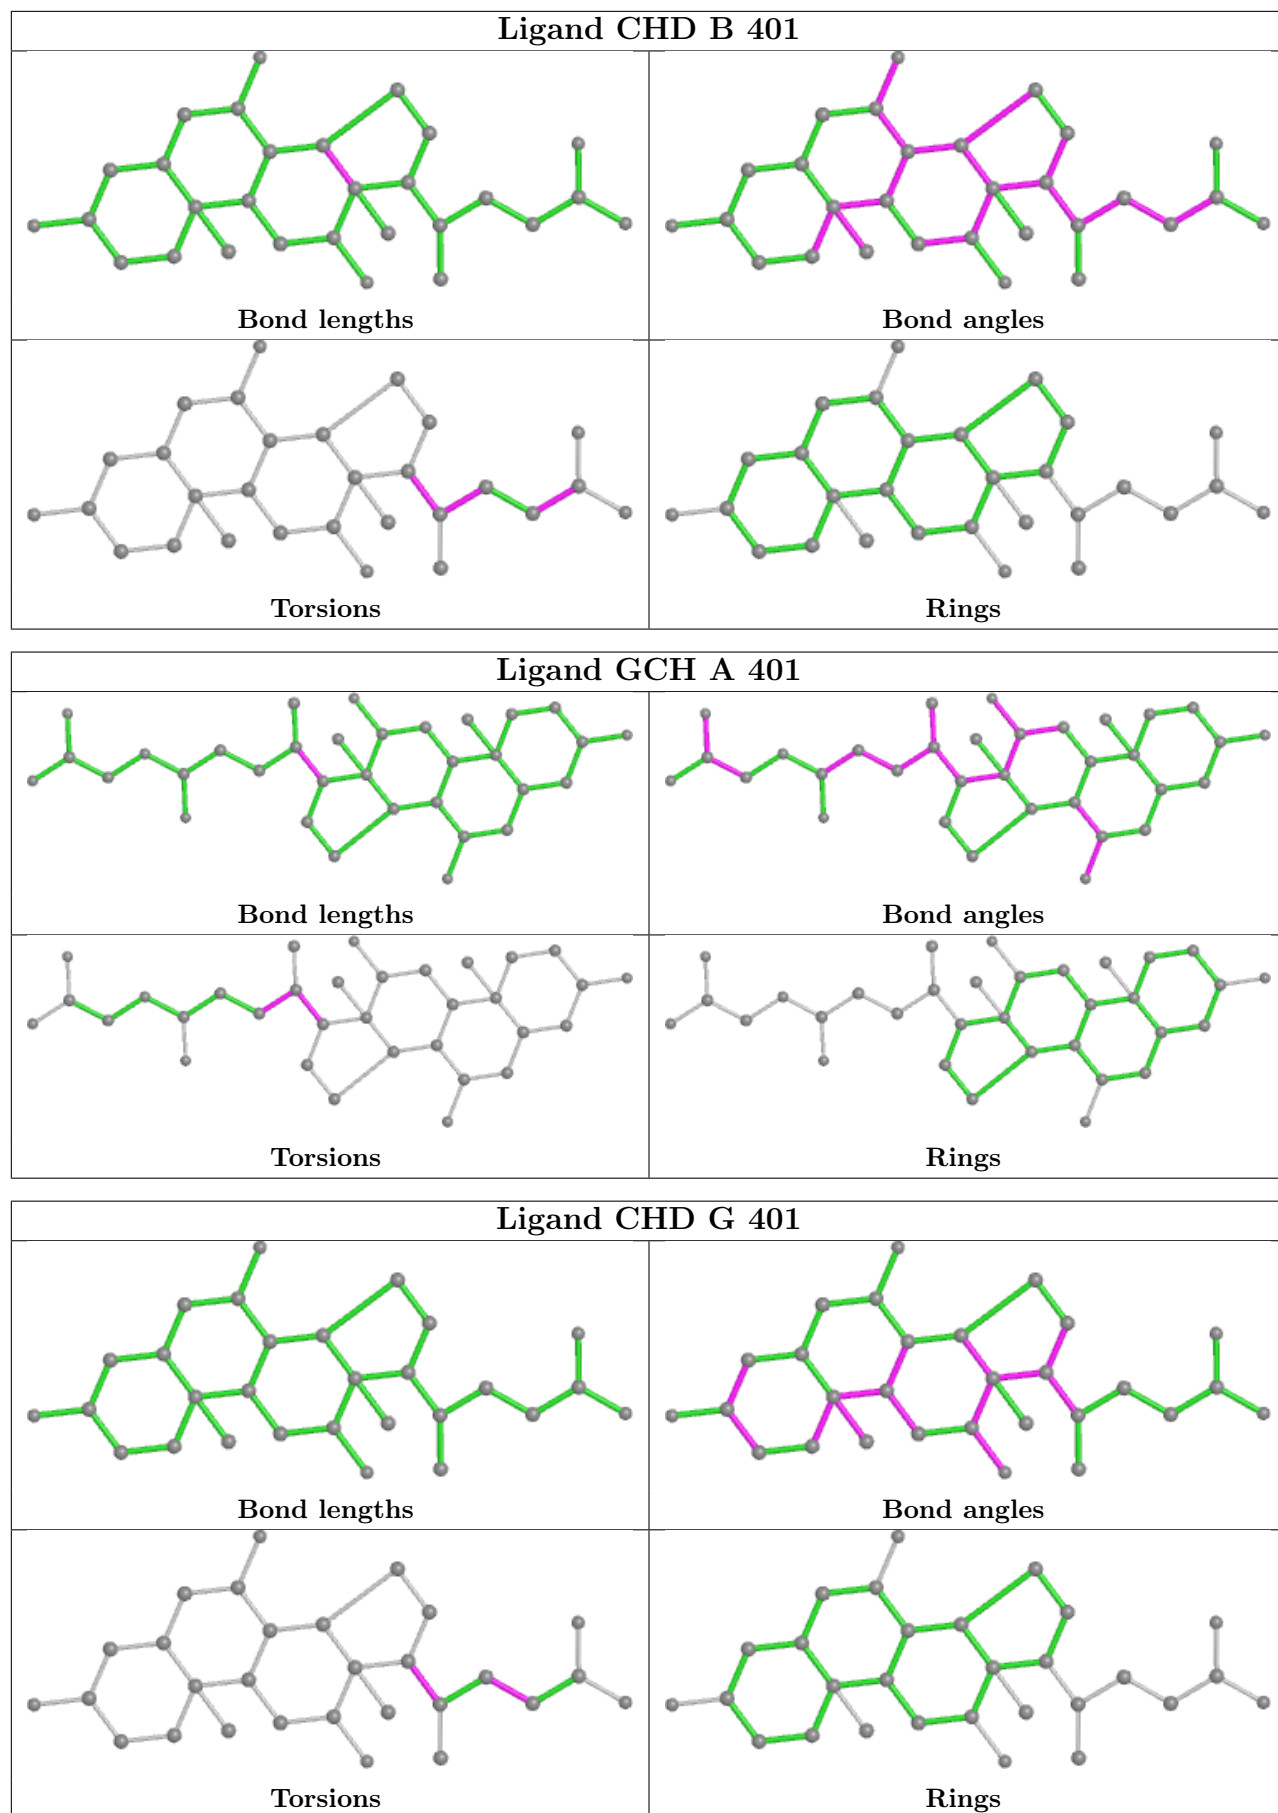 Ligand CHD B 401
Bond lengths
Bond angles
Torsions
Rings
Ligand GCH A 401
Bond lengths
Bond angles
Torsions
Rings
Ligand CHD G 401
Bond lengths
Bond angles
Torsions
Rings